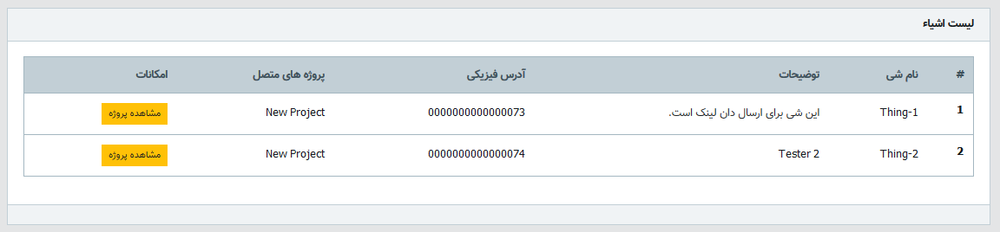 لیست اشیاء
# نام شی توضیحات آدرس فیزیکی پروژه های متصل امکانات
1 Thing-1 این شی برای ارسال دان لینک است. 0000000000000073 New Project مشاهده پروژه
2 Thing-2 Tester 2 0000000000000074 New Project مشاهده پروژه